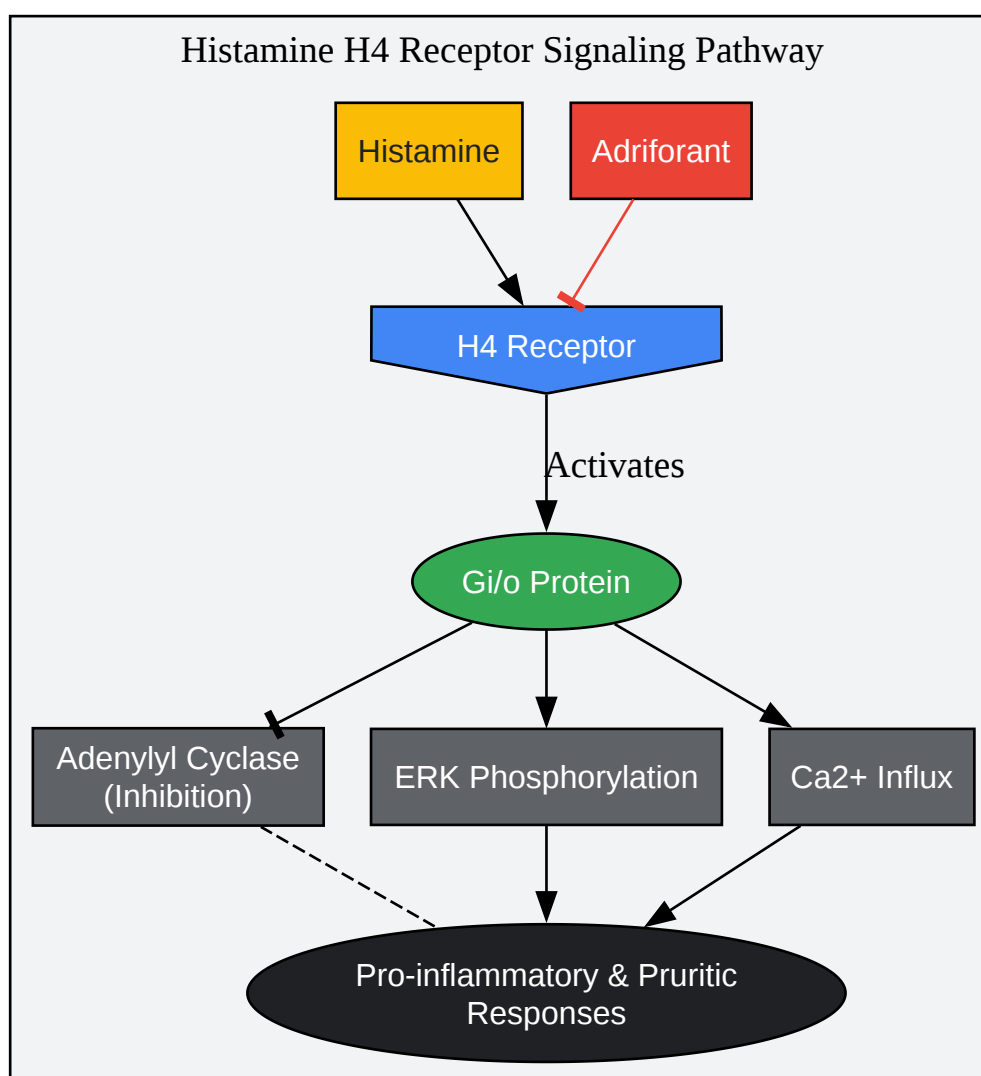 Histamine H4 Receptor Signaling Pathway
Histamine
Adriforant
H4 Receptor
Activates
Gi/o Protein
Adenylyl Cyclase
(Inhibition)
ERK Phosphorylation
Ca2+ Influx
Pro-inflammatory & Pruritic
Responses